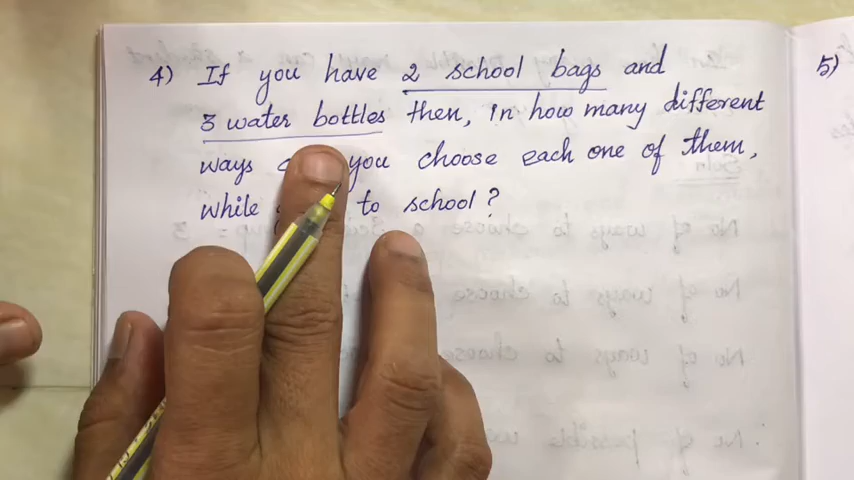 4) If you have 2 school bags and
3 water bottles then, in how many different
ways you choose each one of them,
while to school?
5)